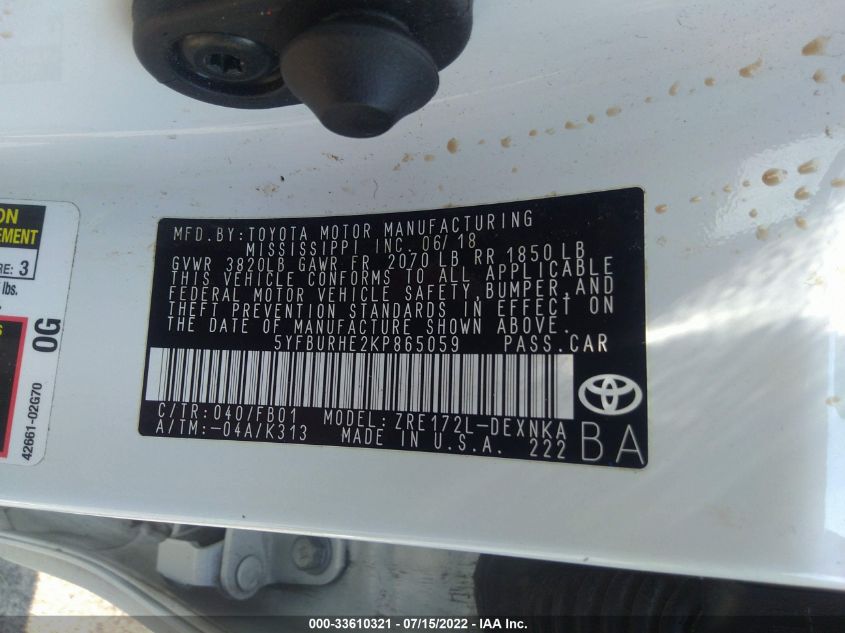 MFD. BY: TOYOTA MOTOR MANUFACTURING
MISSISSIPPI INC. 06/18
GVWR 3820LB GAWR FR 2070 LB RR 1850 LB
THIS VEHICLE CONFORMS TO ALL APPLICABLE
FEDERAL MOTOR VEHICLE SAFETY, BUMPER, AND
THEFT PREVENTION STANDARDS IN EFFECT ON
THE DATE OF MANUFACTURE SHOWN ABOVE.
5YFBURHE2KP865059 PASS. CAR
C/TR: 040/FB01 MODEL: ZRE172L-DEXNKA
A/TM: -04A/K313 MADE IN U.S.A. 222
BA
3
lbs.
0G
42661-02G70
000-33610321 - 07/15/2022 - IAA Inc.